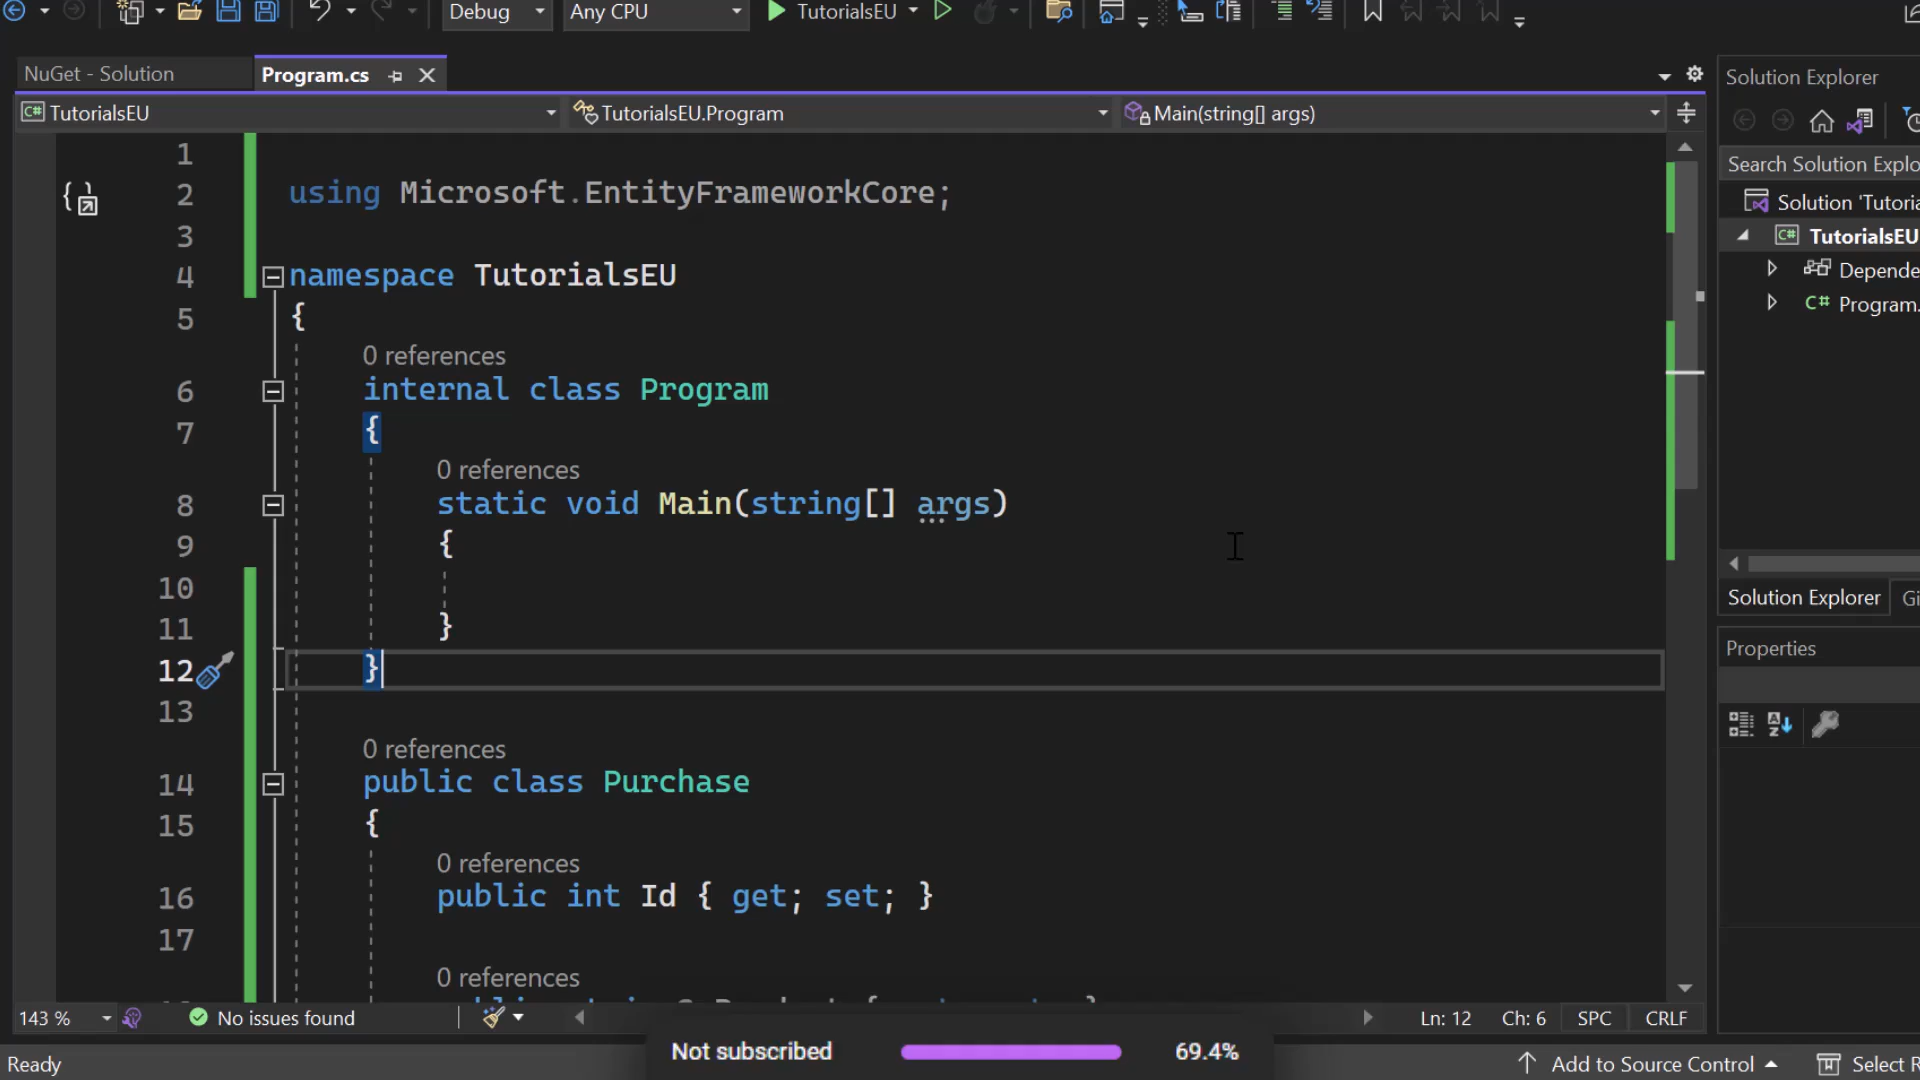 Debug
Any CPU
TutorialsEU
NuGet - Solution
Program.cs
Solution Explorer
TutorialsEU
TutorialsEU.Program
Main(string[] args)
Search Solution Explo
1
2 using Microsoft.EntityFrameworkCore;
3
4 namespace TutorialsEU
5 {
0 references
6 internal class Program
7 {
0 references
8 static void Main(string[] args)
9 {
10
11 }
12 }
13
0 references
14 public class Purchase
15 {
0 references
16 public int Id { get; set; }
17
0 references
Solution 'Tutoria
TutorialsEU
Depende
Program.
Solution Explorer
Gi
Properties
143 %
No issues found
Ln: 12
Ch: 6
SPC
CRLF
Not subscribed
69.4%
Ready
Add to Source Control
Select R